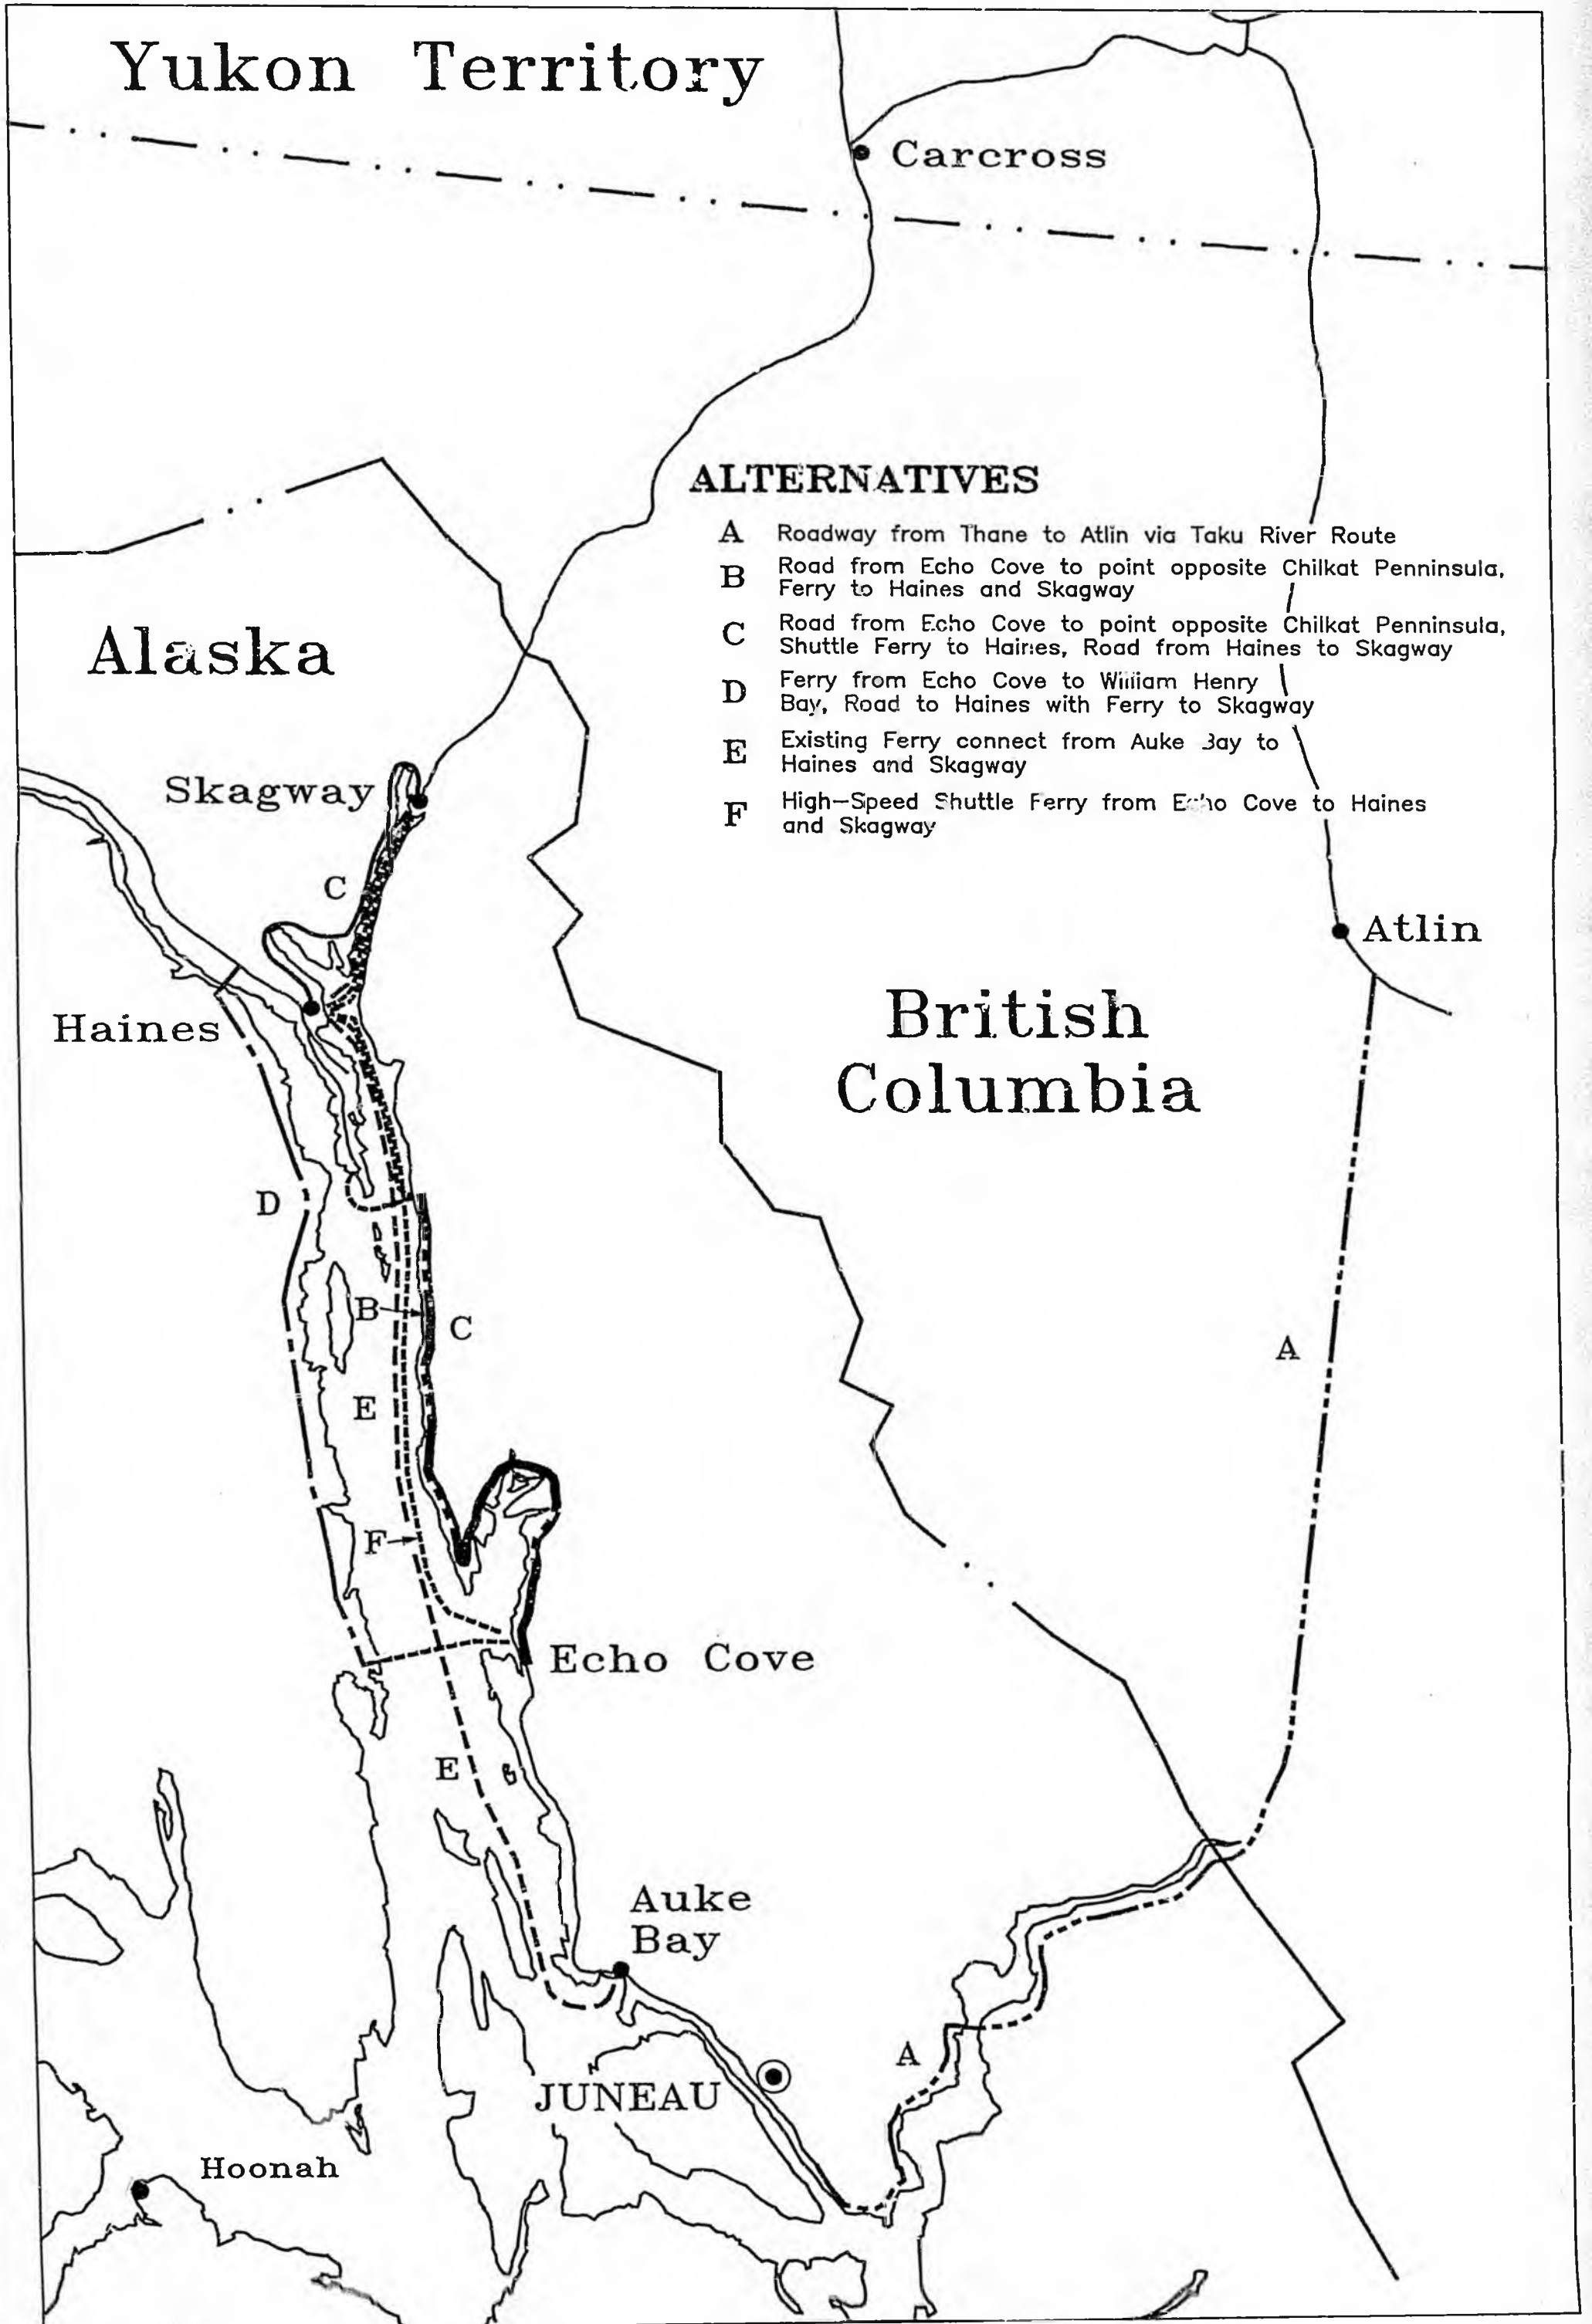 Yukon Territory
Carcross
ALTERNATIVES
A Roadway from Thane to Atlin via Taku River Route
B Road from Echo Cove to point opposite Chilkat Penninsula,
Ferry to Haines and Skagway
C Road from Echo Cove to point opposite Chilkat Penninsula,
Shuttle Ferry to Haines, Road from Haines to Skagway
D Ferry from Echo Cove to William Henry
Bay, Road to Haines with Ferry to Skagway
E Existing Ferry connect from Auke Bay to
Haines and Skagway
F High-Speed Shuttle Ferry from Echo Cove to Haines
and Skagway
Alaska
Skagway
C
Atlin
Haines
British
Columbia
D
B
C
A
E
F
Echo Cove
E
Auke
Bay
A
JUNEAU
Hoonah